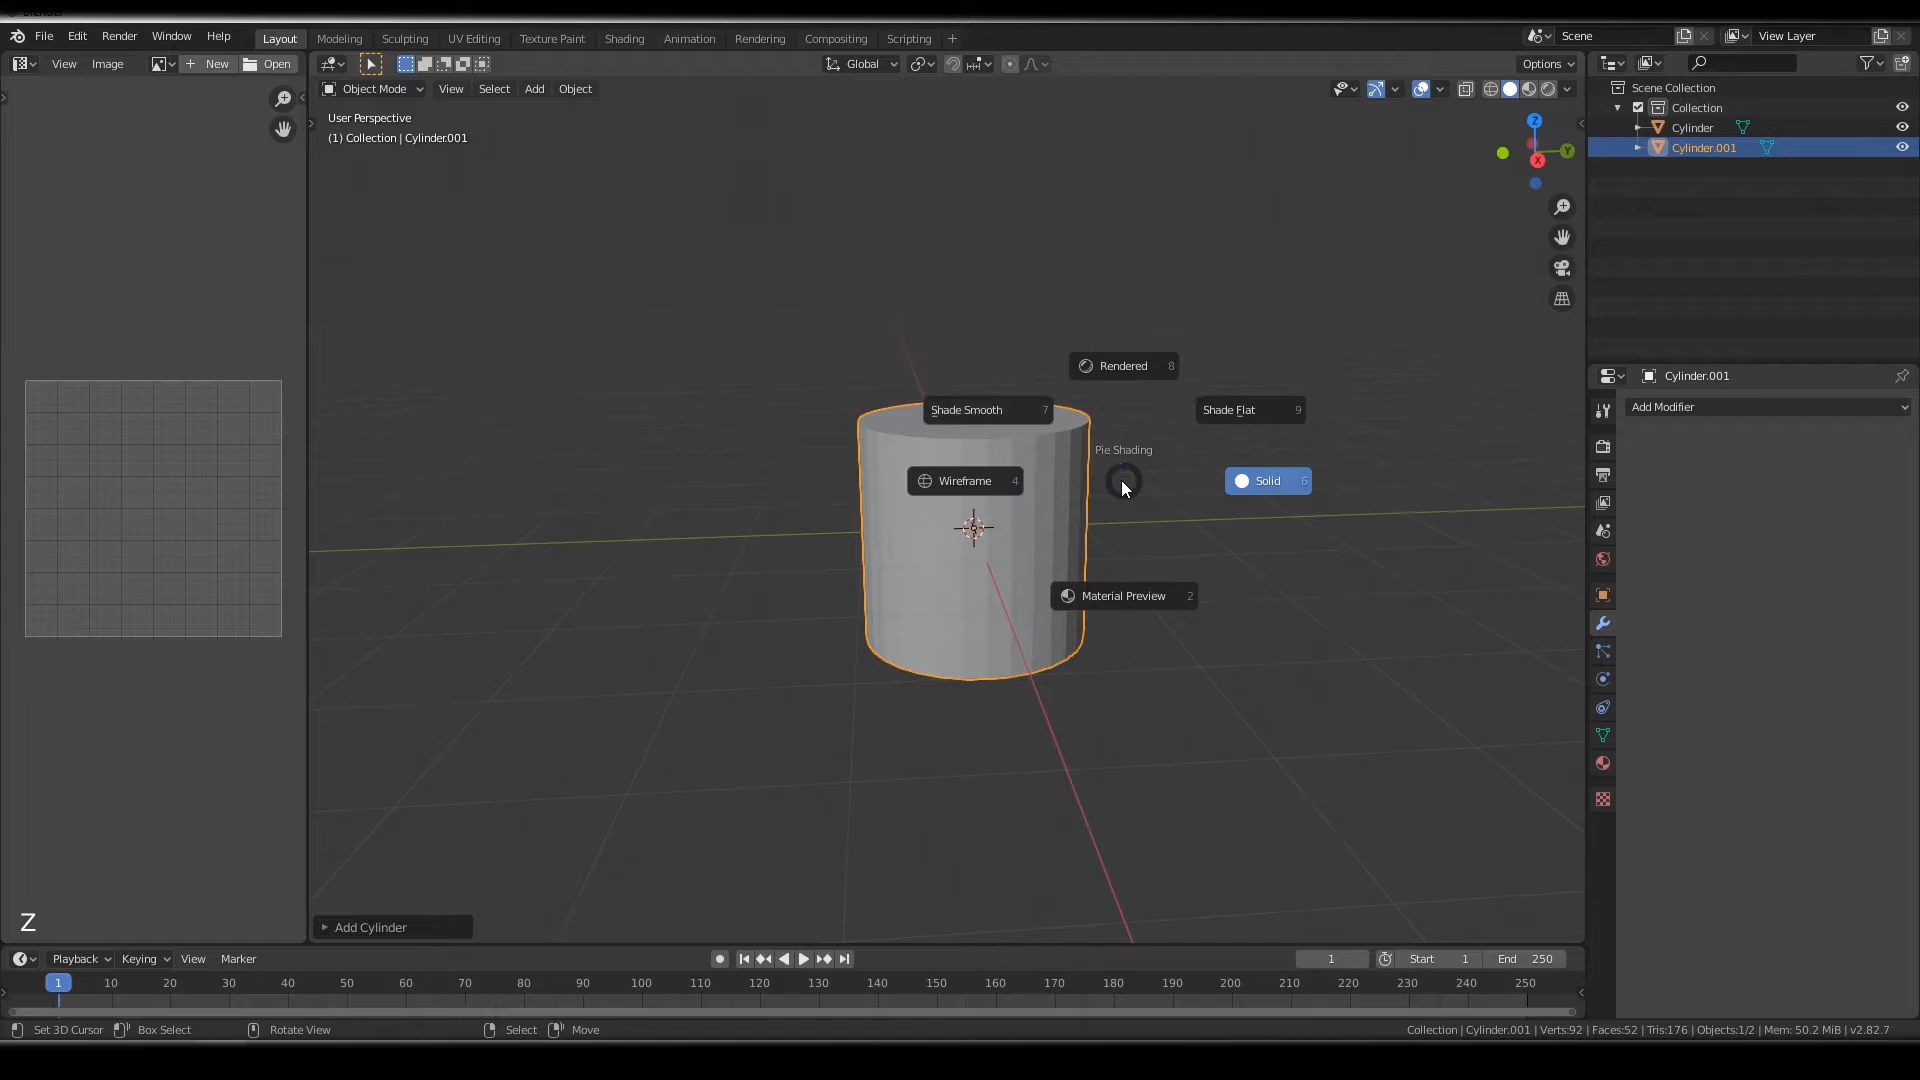 File Edit Render Window Help Layout Modeling Sculpting UV Editing Texture Paint Shading Animation Rendering Compositing Scripting + Scene View Layer
View Image New Open Global Options
Object Mode View Select Add Object
User Perspective
(1) Collection | Cylinder.001
Z
Y
X
Scene Collection
Collection
Cylinder
Cylinder.001
Cylinder.001
Add Modifier
Rendered 8
Shade Smooth 7
Shade Flat 9
Pie Shading
Wireframe 4
Solid 6
Material Preview 2
Z
Add Cylinder
Playback Keying View Marker 1 Start 1 End 250
1 10 20 30 40 50 60 70 80 90 100 110 120 130 140 150 160 170 180 190 200 210 220 230 240 250
Set 3D Cursor Box Select Rotate View Select Move Collection | Cylinder.001 | Verts:92 | Faces:52 | Tris:176 | Objects:1/2 | Mem: 50.2 MiB | v2.82.7